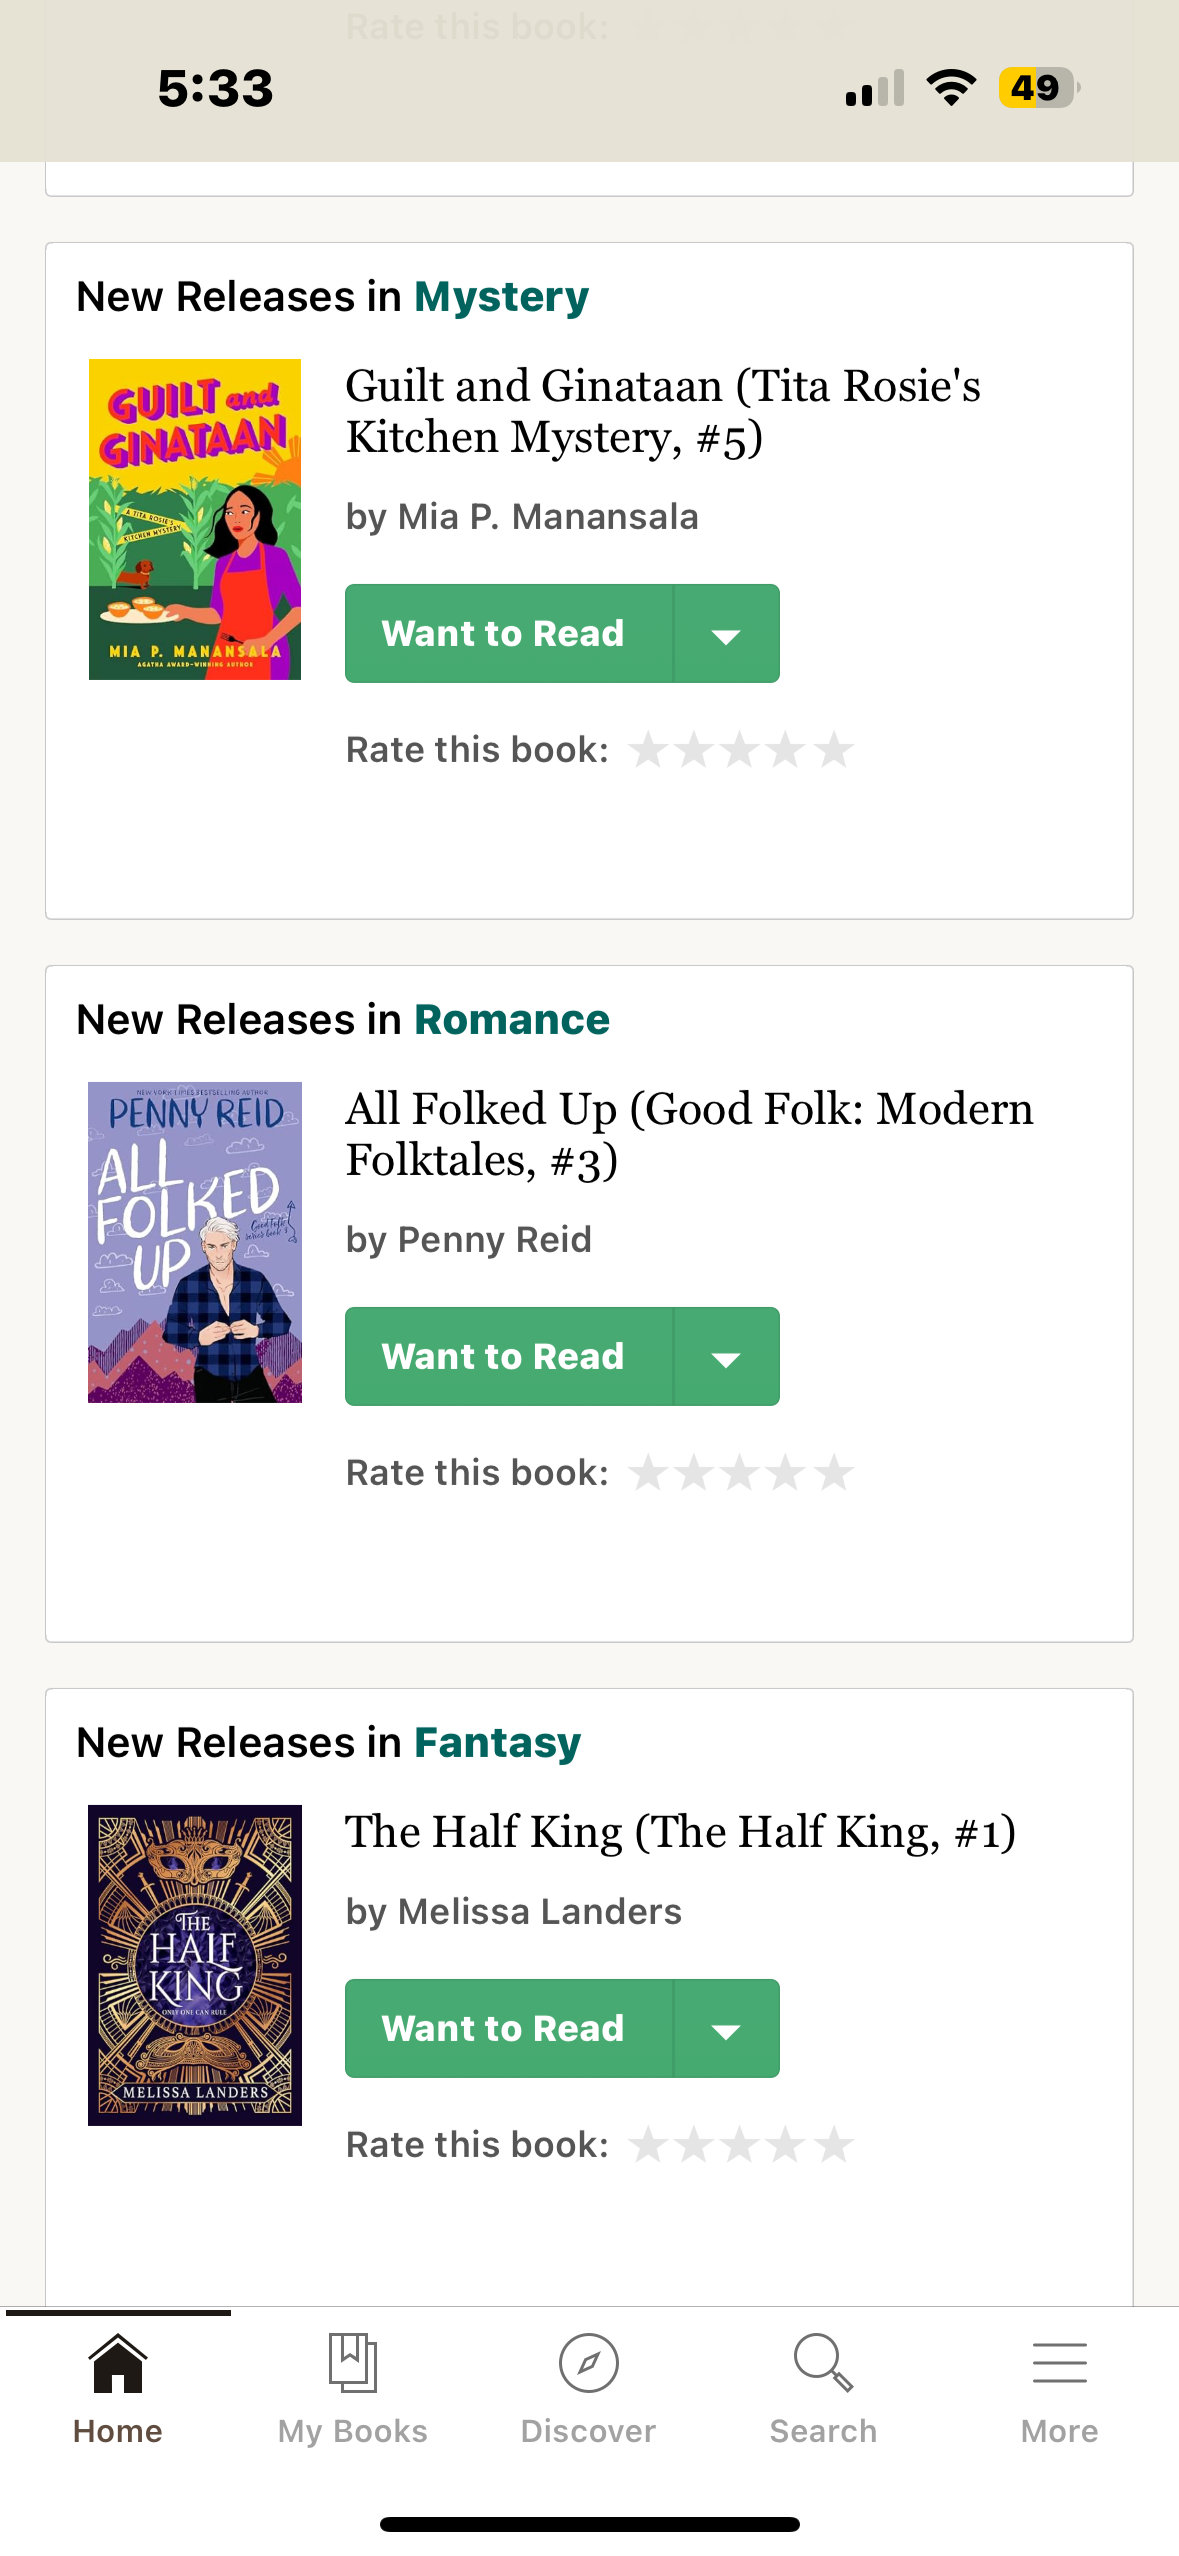 Rate this book:
5:33
49
New Releases in Mystery
GUILT and
GINATAAN
A TITA ROSIE'S
KITCHEN MYSTERY
MIA P. MANANSALA
AGATHA AWARD-WINNING AUTHOR
Guilt and Ginataan (Tita Rosie's
Kitchen Mystery, #5)
by Mia P. Manansala
Want to Read
Rate this book:
New Releases in Romance
NEW YORK TIMES BESTSELLING AUTHOR
PENNY REID
ALL
FOLKED
UP
Good Folk
series book 3
All Folked Up (Good Folk: Modern
Folktales, #3)
by Penny Reid
Want to Read
Rate this book:
New Releases in Fantasy
THE
HALF
KING
ONLY ONE CAN RULE
MELISSA LANDERS
The Half King (The Half King, #1)
by Melissa Landers
Want to Read
Rate this book:
Home
My Books
Discover
Search
More